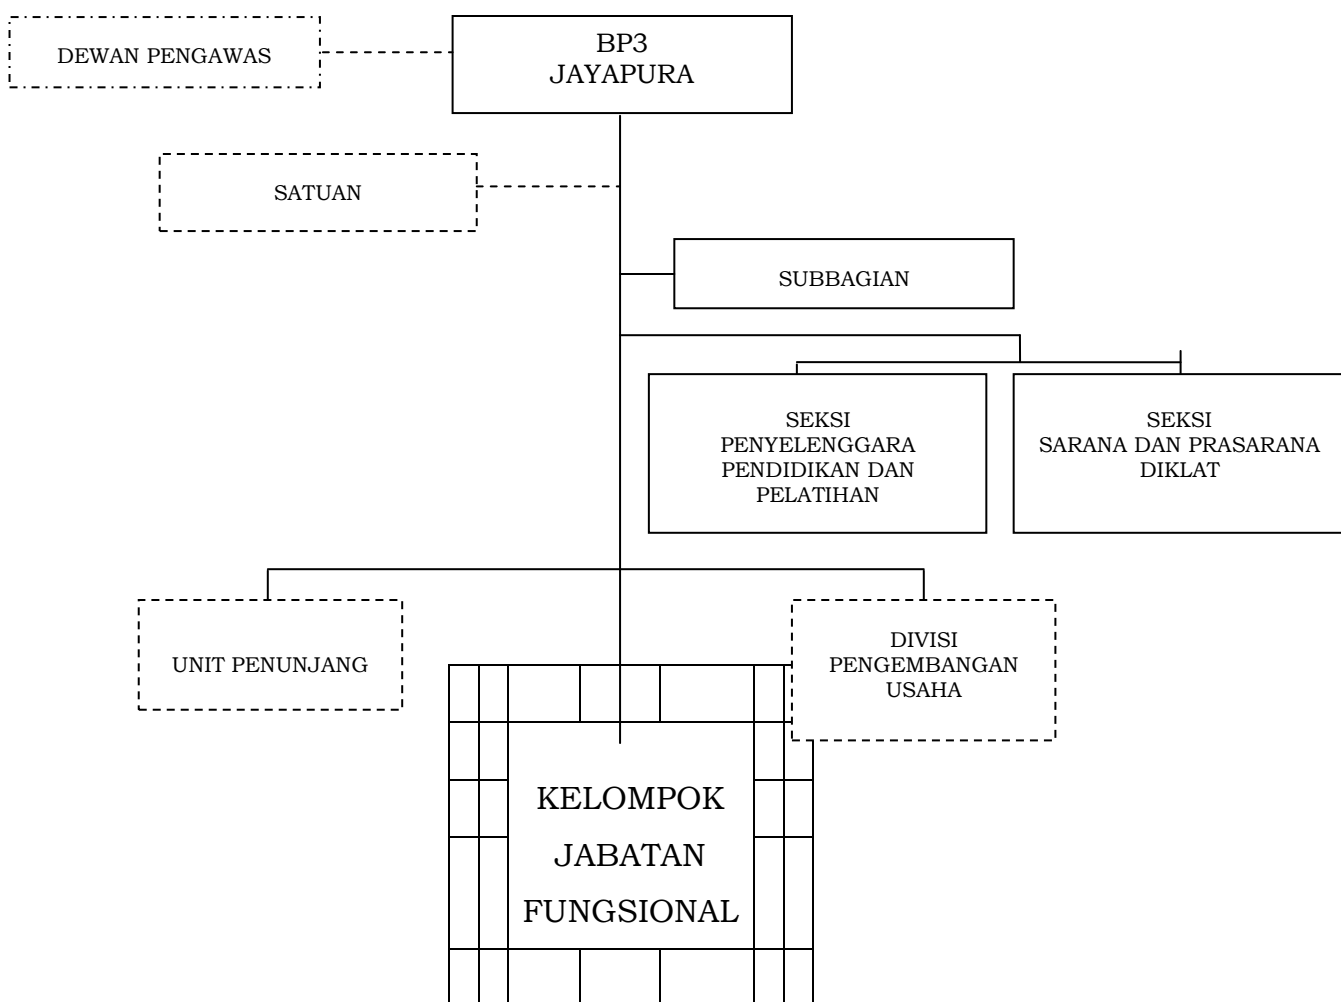 DEWAN PENGAWAS
BP3
JAYAPURA
SATUAN
SUBBAGIAN
SEKSI
PENYELENGGARA
PENDIDIKAN DAN
PELATIHAN
SEKSI
SARANA DAN PRASARANA
DIKLAT
UNIT PENUNJANG
DIVISI
PENGEMBANGAN
USAHA
KELOMPOK
JABATAN
FUNGSIONAL